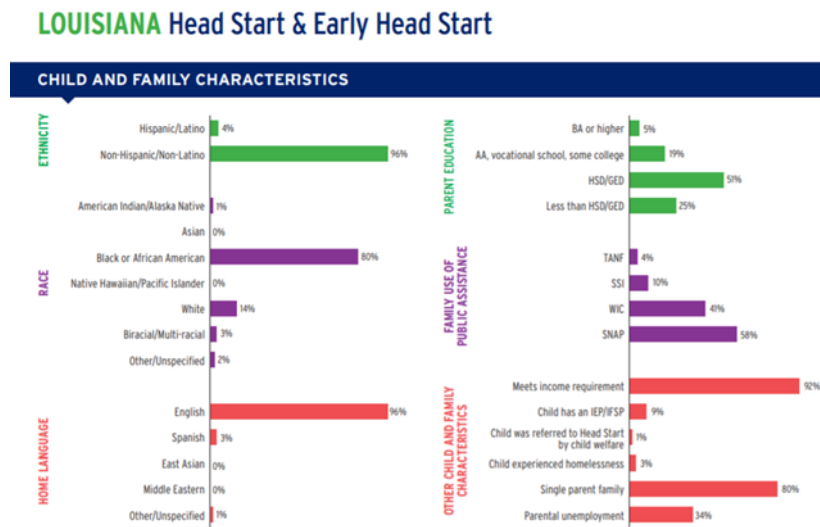 LOUISIANA Head Start & Early Head Start
CHILD AND FAMILY CHARACTERISTICS
ETHNICITY
Hispanic/Latino 4%
Non-Hispanic/Non-Latino 96%
RACE
American Indian/Alaska Native 1%
Asian 0%
Black or African American 80%
Native Hawaiian/Pacific Islander 0%
White 14%
Biracial/Multi-racial 3%
Other/Unspecified 2%
HOME LANGUAGE
English 96%
Spanish 3%
East Asian 0%
Middle Eastern 0%
Other/Unspecified 1%
PARENT EDUCATION
BA or higher 5%
AA, vocational school, some college 19%
HSD/GED 51%
Less than HSD/GED 25%
FAMILY USE OF
PUBLIC ASSISTANCE
TANF 4%
SSI 10%
WIC 41%
SNAP 58%
OTHER CHILD AND FAMILY
CHARACTERISTICS
Meets income requirement 92%
Child has an IEP/IFSP 9%
Child was referred to Head Start
by child welfare 1%
Child experienced homelessness 3%
Single parent family 80%
Parental unemployment 34%